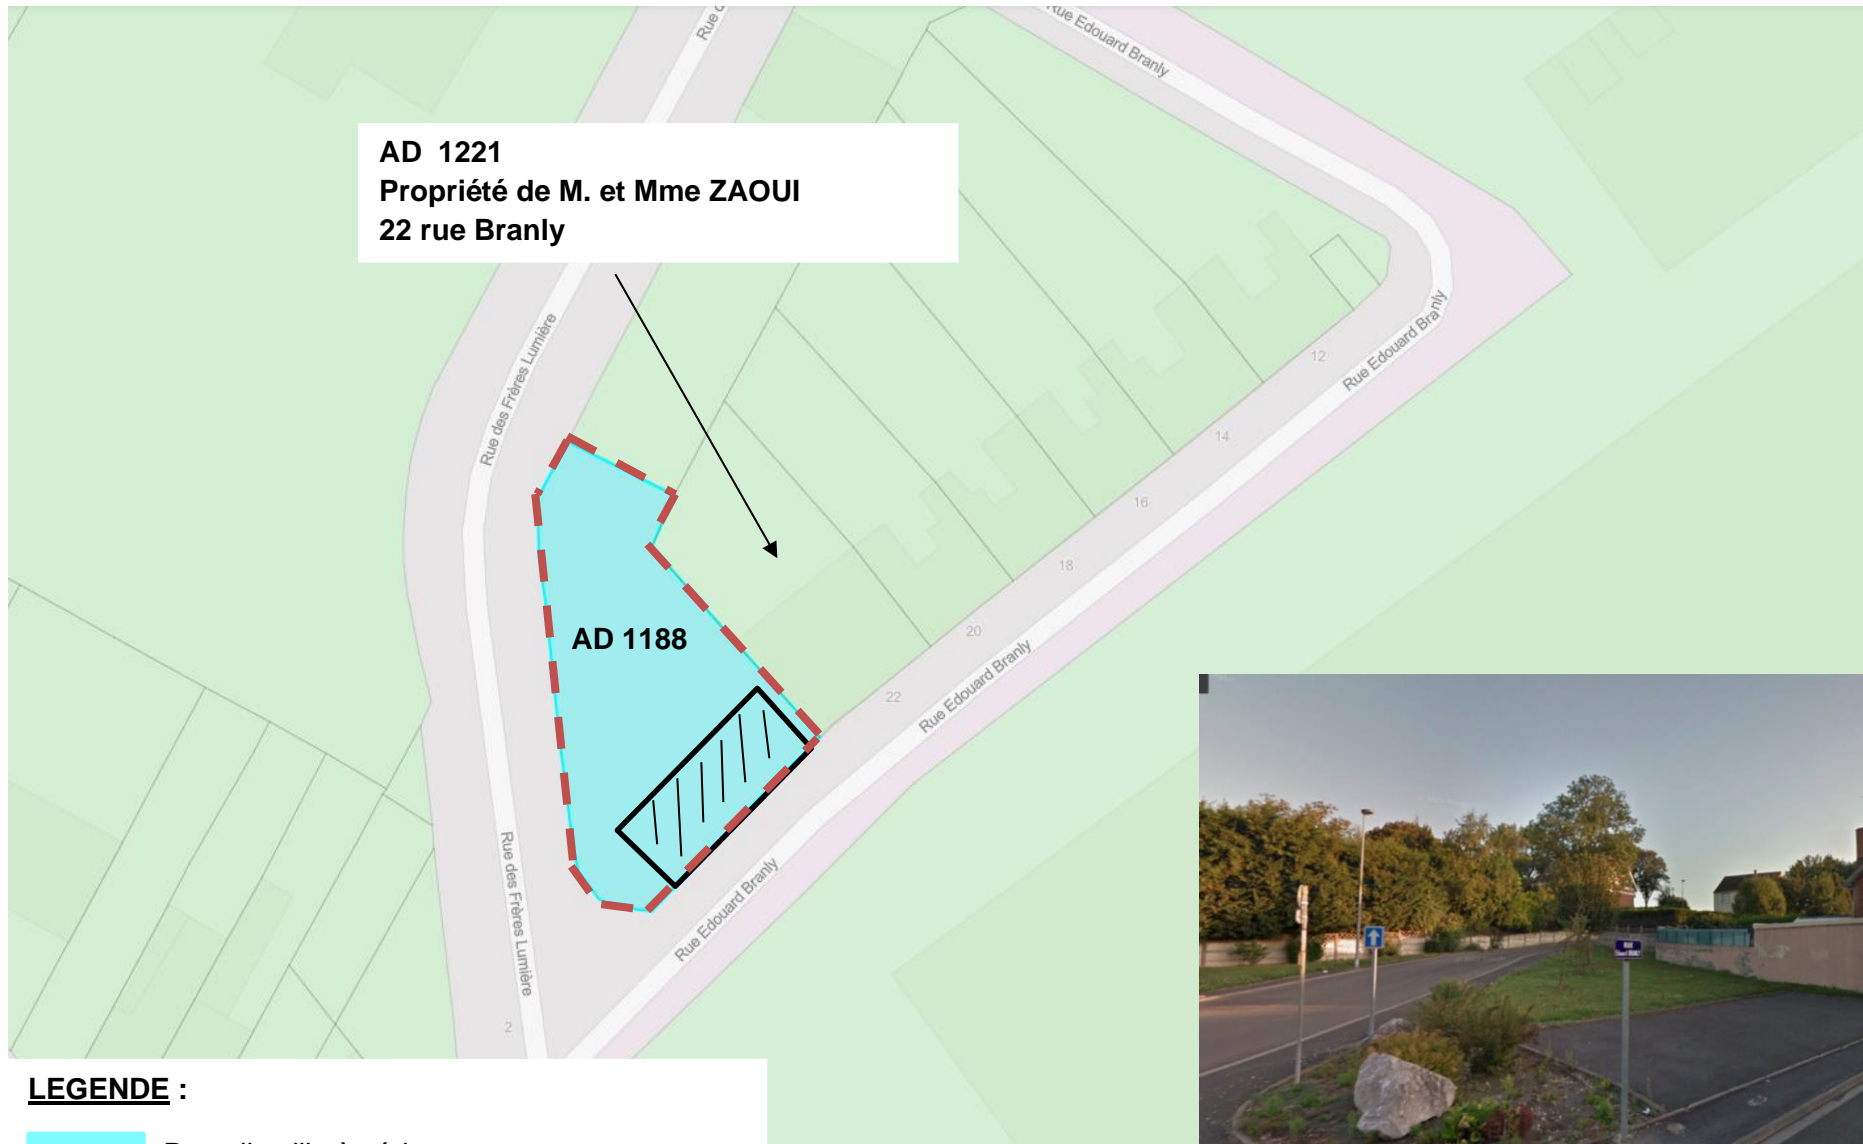 Rue d
Rue Edouard Branly
AD 1221
Propriété de M. et Mme ZAOUI
22 rue Branly
Rue des Frères Lumière
Rue Edouard Branly
12
14
16
18
20
22
AD 1188
Rue Edouard Branly
Rue Edouard Branly
Rue des Frères Lumière
2
RUE
LEGENDE :